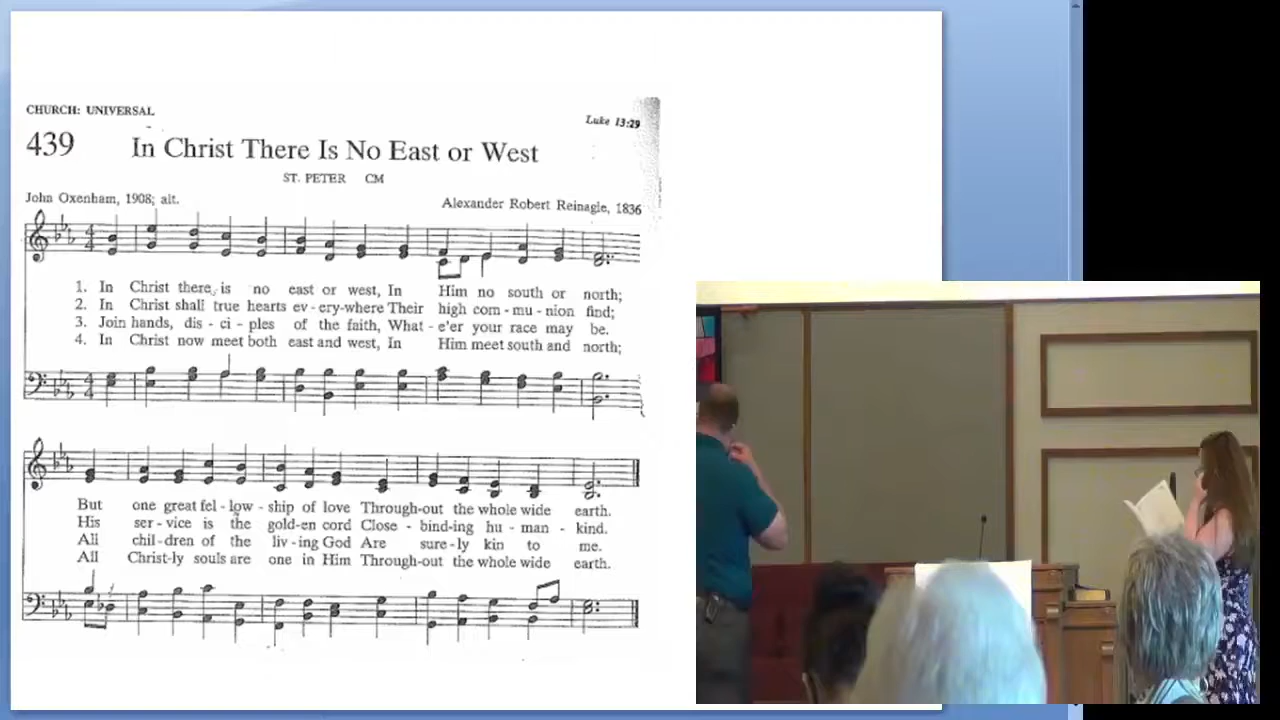 CHURCH: UNIVERSAL
Luke 13:29
439 In Christ There Is No East or West
ST. PETER CM
John Oxenham, 1908; alt.
Alexander Robert Reinagle, 1836
1. In Christ there is no east or west, In Him no south or north;
2. In Christ shall true hearts ev - ery-where Their high com - mu - nion find;
3. Join hands, dis - ci - ples of the faith, What - e'er your race may be.
4. In Christ now meet both east and west, In Him meet south and north;
But one great fel - low - ship of love Through-out the whole wide earth.
His ser - vice is the gold-en cord Close - bind-ing hu - man - kind.
All chil-dren of the liv - ing God Are sure - ly kin to me.
All Christ-ly souls are one in Him Through-out the whole wide earth.